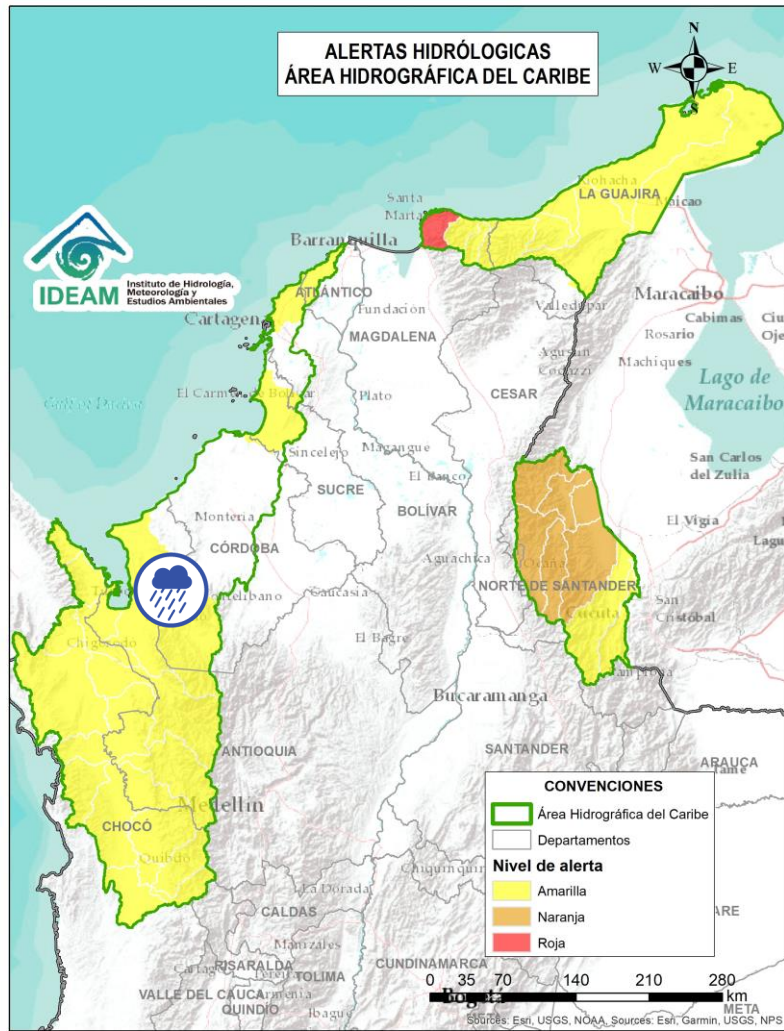 ALERTAS HIDRÓLOGICAS
ÁREA HIDROGRÁFICA DEL CARIBE
N
W
E
S
LA GUAJIRA
Santa
Marta
Barranquilla
IDEAM
Instituto de Hidrología,
Meteorología y
Estudios Ambientales
ATLÁNTICO
Fundación
Valledupar
Maracaibo
Cabimas
MAGDALENA
Rosario
Machiques
CESAR
Lago de
Maracaibo
El Carmen de Bolívar
Plato
Sincelejo
San Carlos
del Zulia
SUCRE
El Banco
BOLÍVAR
Montería
CÓRDOBA
El Vigía
Aguachica
Ocaña
NORTE DE SANTANDER
Caucasia
Cúcuta
San
Cristóbal
El Bagre
Bucaramanga
ANTIOQUIA
SANTANDER
ARAUCA
CHOCÓ
Medellín
Quibdó
La Dorada
CALDAS
Manizales
RISARALDA
TOLIMA
CUNDINAMARCA
VALLE DEL CAUCA
Armenia
QUINDÍO
Ibagué
Bogotá
META
CONVENCIONES
Área Hidrográfica del Caribe
Departamentos
Nivel de alerta
Amarilla
Naranja
Roja
0 35 70 140 210 280
km
Sources: Esri, USGS, NOAA, Sources: Esri, Garmin, USGS, NPS